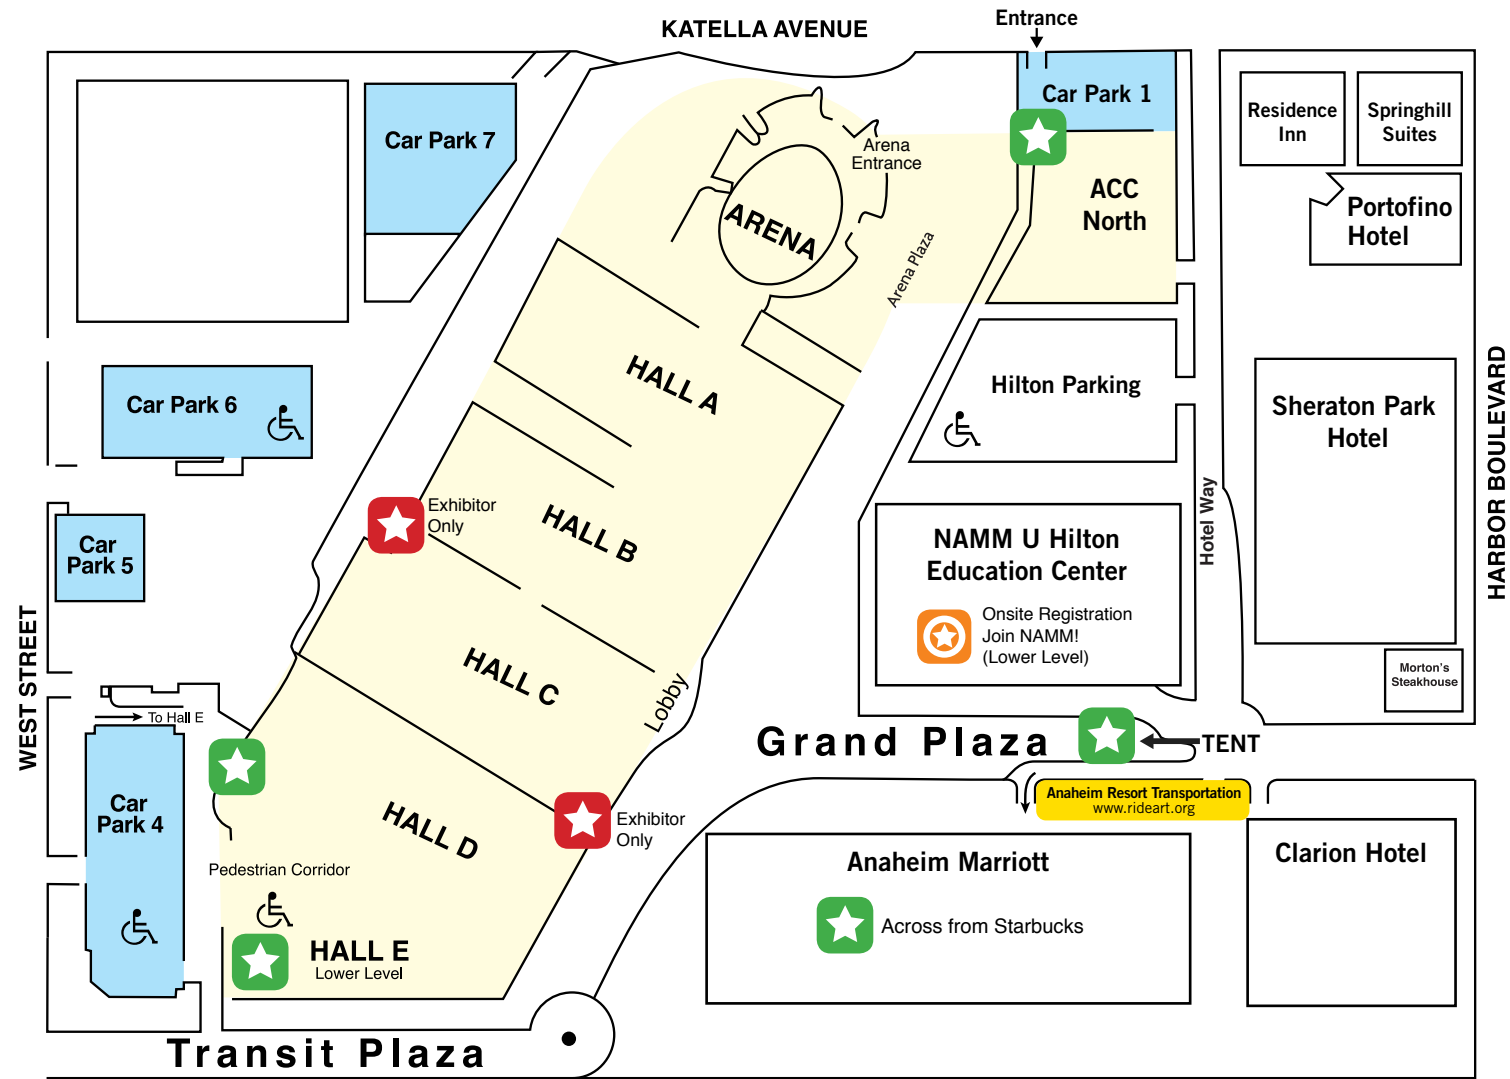 Entrance
KATELLA AVENUE
Car Park 1
Car Park 7
Residence
Inn
Springhill
Suites
Arena
Entrance
ACC
North
Portofino
Hotel
ARENA
Arena Plaza
HALL A
Hilton Parking
Car Park 6
Sheraton Park
Hotel
HARBOR BOULEVARD
Exhibitor
Only
HALL B
Hotel Way
NAMM U Hilton
Education Center
Car
Park 5
Onsite Registration
Join NAMM!
(Lower Level)
WEST STREET
HALL C
Lobby
Morton's
Steakhouse
To Hall E
Grand Plaza
TENT
Anaheim Resort Transportation
www.rideart.org
Car
Park 4
HALL D
Exhibitor
Only
Anaheim Marriott
Clarion Hotel
Pedestrian Corridor
Across from Starbucks
HALL E
Lower Level
Transit Plaza